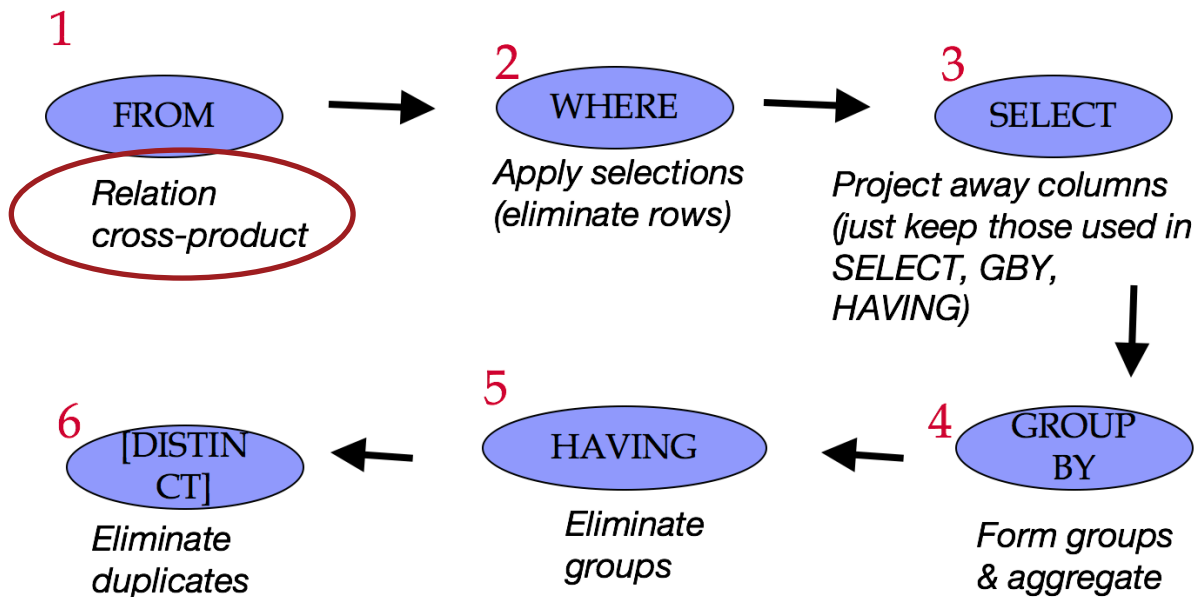 1
FROM
Relation
cross-product
2
WHERE
Apply selections
(eliminate rows)
3
SELECT
Project away columns
(just keep those used in
SELECT, GBY,
HAVING)
4
GROUP
BY
Form groups
& aggregate
5
HAVING
Eliminate
groups
6
[DISTIN
CT]
Eliminate
duplicates